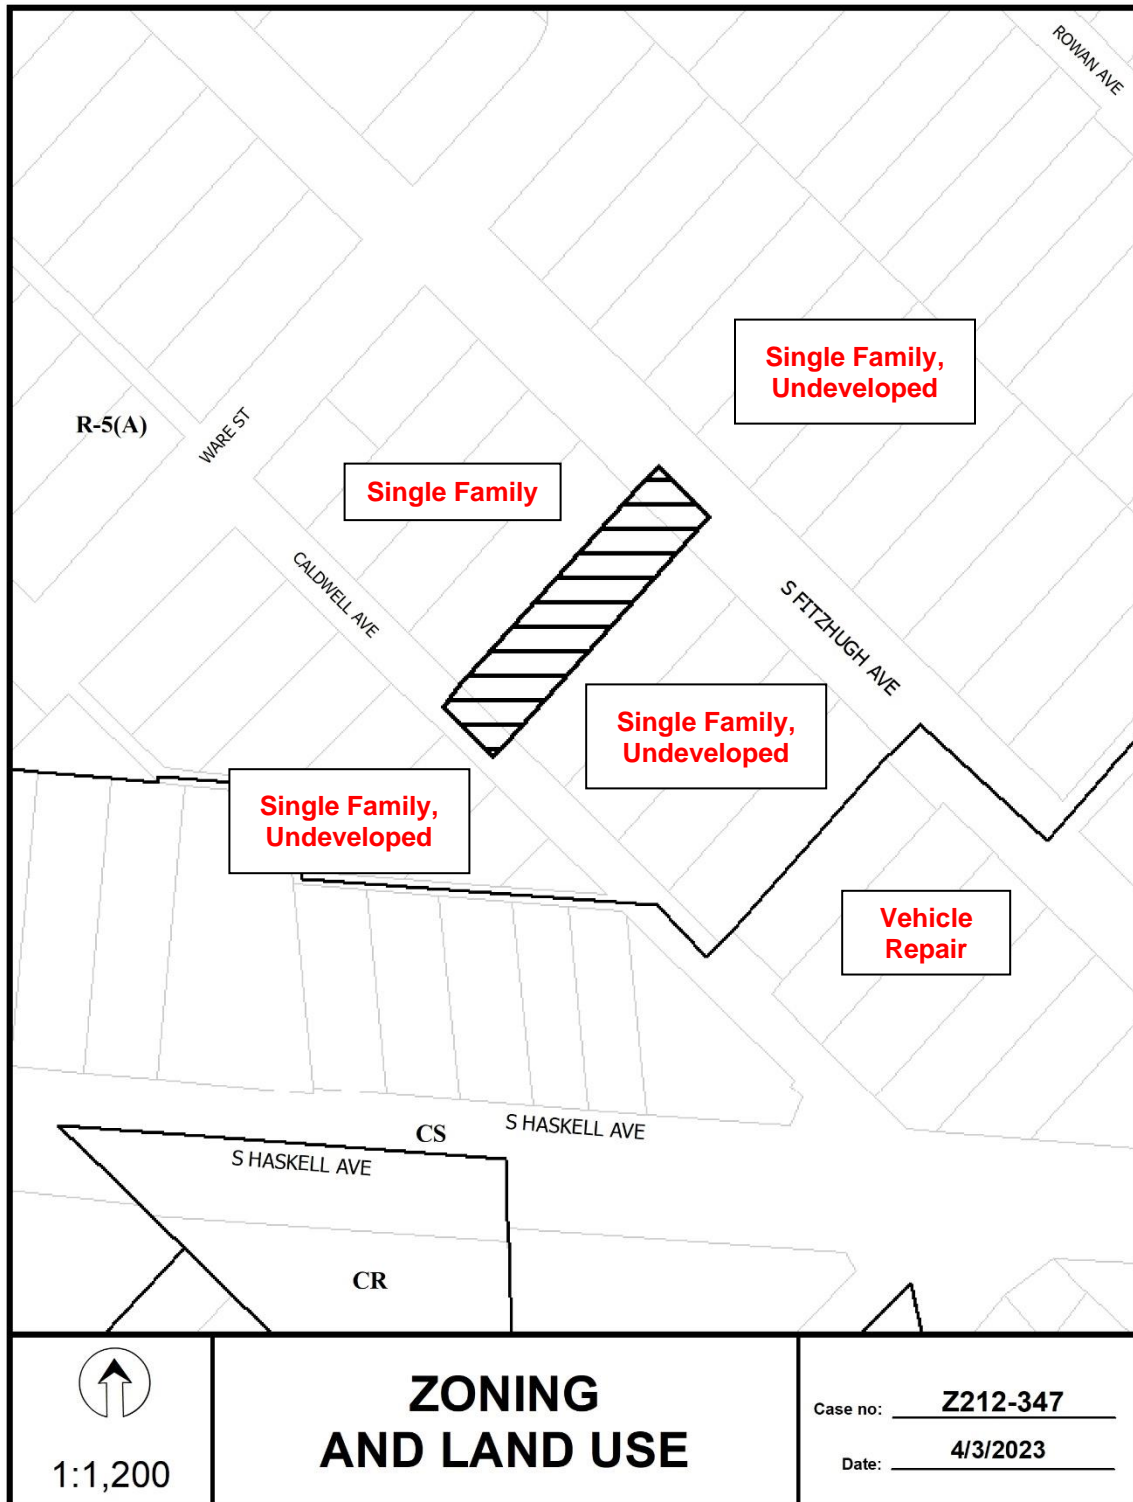 ROWAN AVE
Single Family,
Undeveloped
R-5(A)
WARE ST
Single Family
CALDWELL AVE
S FITZHUGH AVE
Single Family,
Undeveloped
Single Family,
Undeveloped
Vehicle
Repair
S HASKELL AVE
CS
S HASKELL AVE
CR
1:1,200
ZONING
AND LAND USE
Case no: Z212-347
Date: 4/3/2023